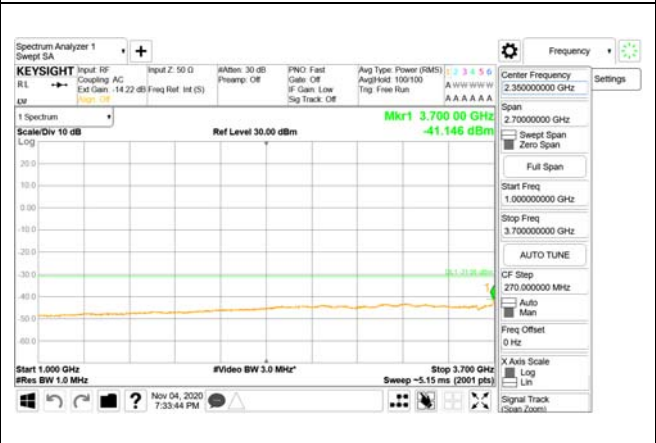 Spectrum Analyzer 1
Swept SA
Frequency
KEYSIGHT
RL
Input: RF
Coupling: AC
Ext Gain: -14.22 dB
Align: Off
Input Z: 50 Ω
Freq Ref: Int (S)
#Atten: 30 dB
Preamp: Off
PNO: Fast
Gate: Off
IF Gain: Low
Sig Track: Off
Avg Type: Power (RMS)
Avg|Hold: 100/100
Trig: Free Run
1 2 3 4 5 6
A W W W W W
A A A A A A
1 Spectrum
Scale/Div 10 dB
Log
Ref Level 30.00 dBm
Mkr1 3.700 00 GHz
-41.146 dBm
20.0
10.0
0.00
-10.0
-20.0
-30.0
-40.0
-50.0
-60.0
1
Start 1.000 GHz
#Res BW 1.0 MHz
#Video BW 3.0 MHz*
Stop 3.700 GHz
Sweep ~5.15 ms (2001 pts)
Nov 04, 2020
7:33:44 PM
Center Frequency
2.350000000 GHz
Settings
Span
2.70000000 GHz
Swept Span
Zero Span
Full Span
Start Freq
1.000000000 GHz
Stop Freq
3.700000000 GHz
AUTO TUNE
CF Step
270.000000 MHz
Auto
Man
Freq Offset
0 Hz
X Axis Scale
Log
Lin
Signal Track
(Span Zoom)